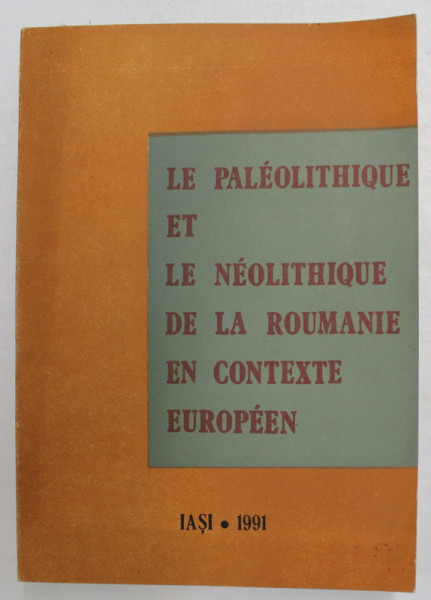 LE PALÉOLITHIQUE
ET
LE NÉOLITHIQUE
DE LA ROUMANIE
EN CONTEXTE
EUROPÉEN
IAȘI • 1991